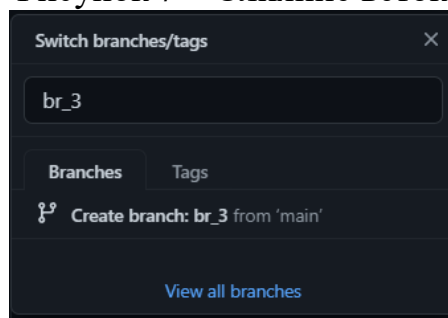 Switch branches/tags
br_3
Branches Tags
Create branch: br_3 from 'main'
View all branches